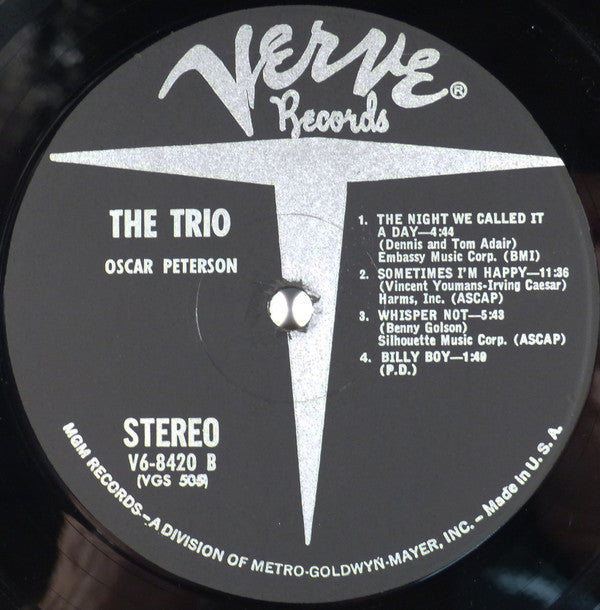 Verve®
Records
THE TRIO
OSCAR PETERSON
1. THE NIGHT WE CALLED IT
A DAY—4:44
(Dennis and Tom Adair)
Embassy Music Corp. (BMI)
2. SOMETIMES I'M HAPPY—11:36
(Vincent Youmans-Irving Caesar)
Harms, Inc. (ASCAP)
3. WHISPER NOT—5:43
(Benny Golson)
Silhouette Music Corp. (ASCAP)
4. BILLY BOY—1:40
(P.D.)
STEREO
V6-8420 B
(VGS 505)
MGM RECORDS—A DIVISION OF METRO-GOLDWYN-MAYER, INC. – Made in U. S. A.